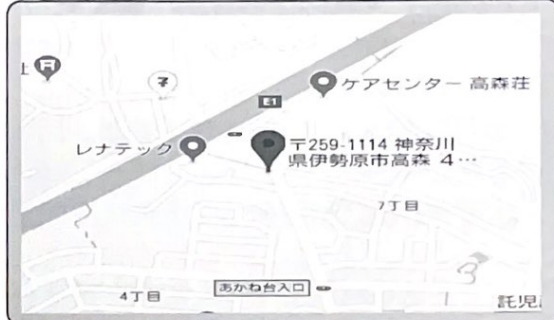 ケアセンター 高森荘
E1
レナテック
〒259-1114 神奈川
県伊勢原市高森 4…
7丁目
あかね台入口
4丁目
託児